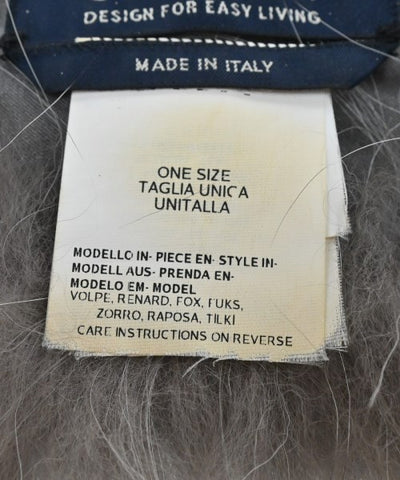 DESIGN FOR EASY LIVING
MADE IN ITALY
ONE SIZE
TAGLIA UNICA
UNITALLA
MODELLO IN- PIECE EN- STYLE IN-
MODELL AUS- PRENDA EN-
MODELO EM- MODEL
VOLPE, RENARD, FOX, FUKS,
ZORRO, RAPOSA, TILKI
CARE INSTRUCTIONS ON REVERSE